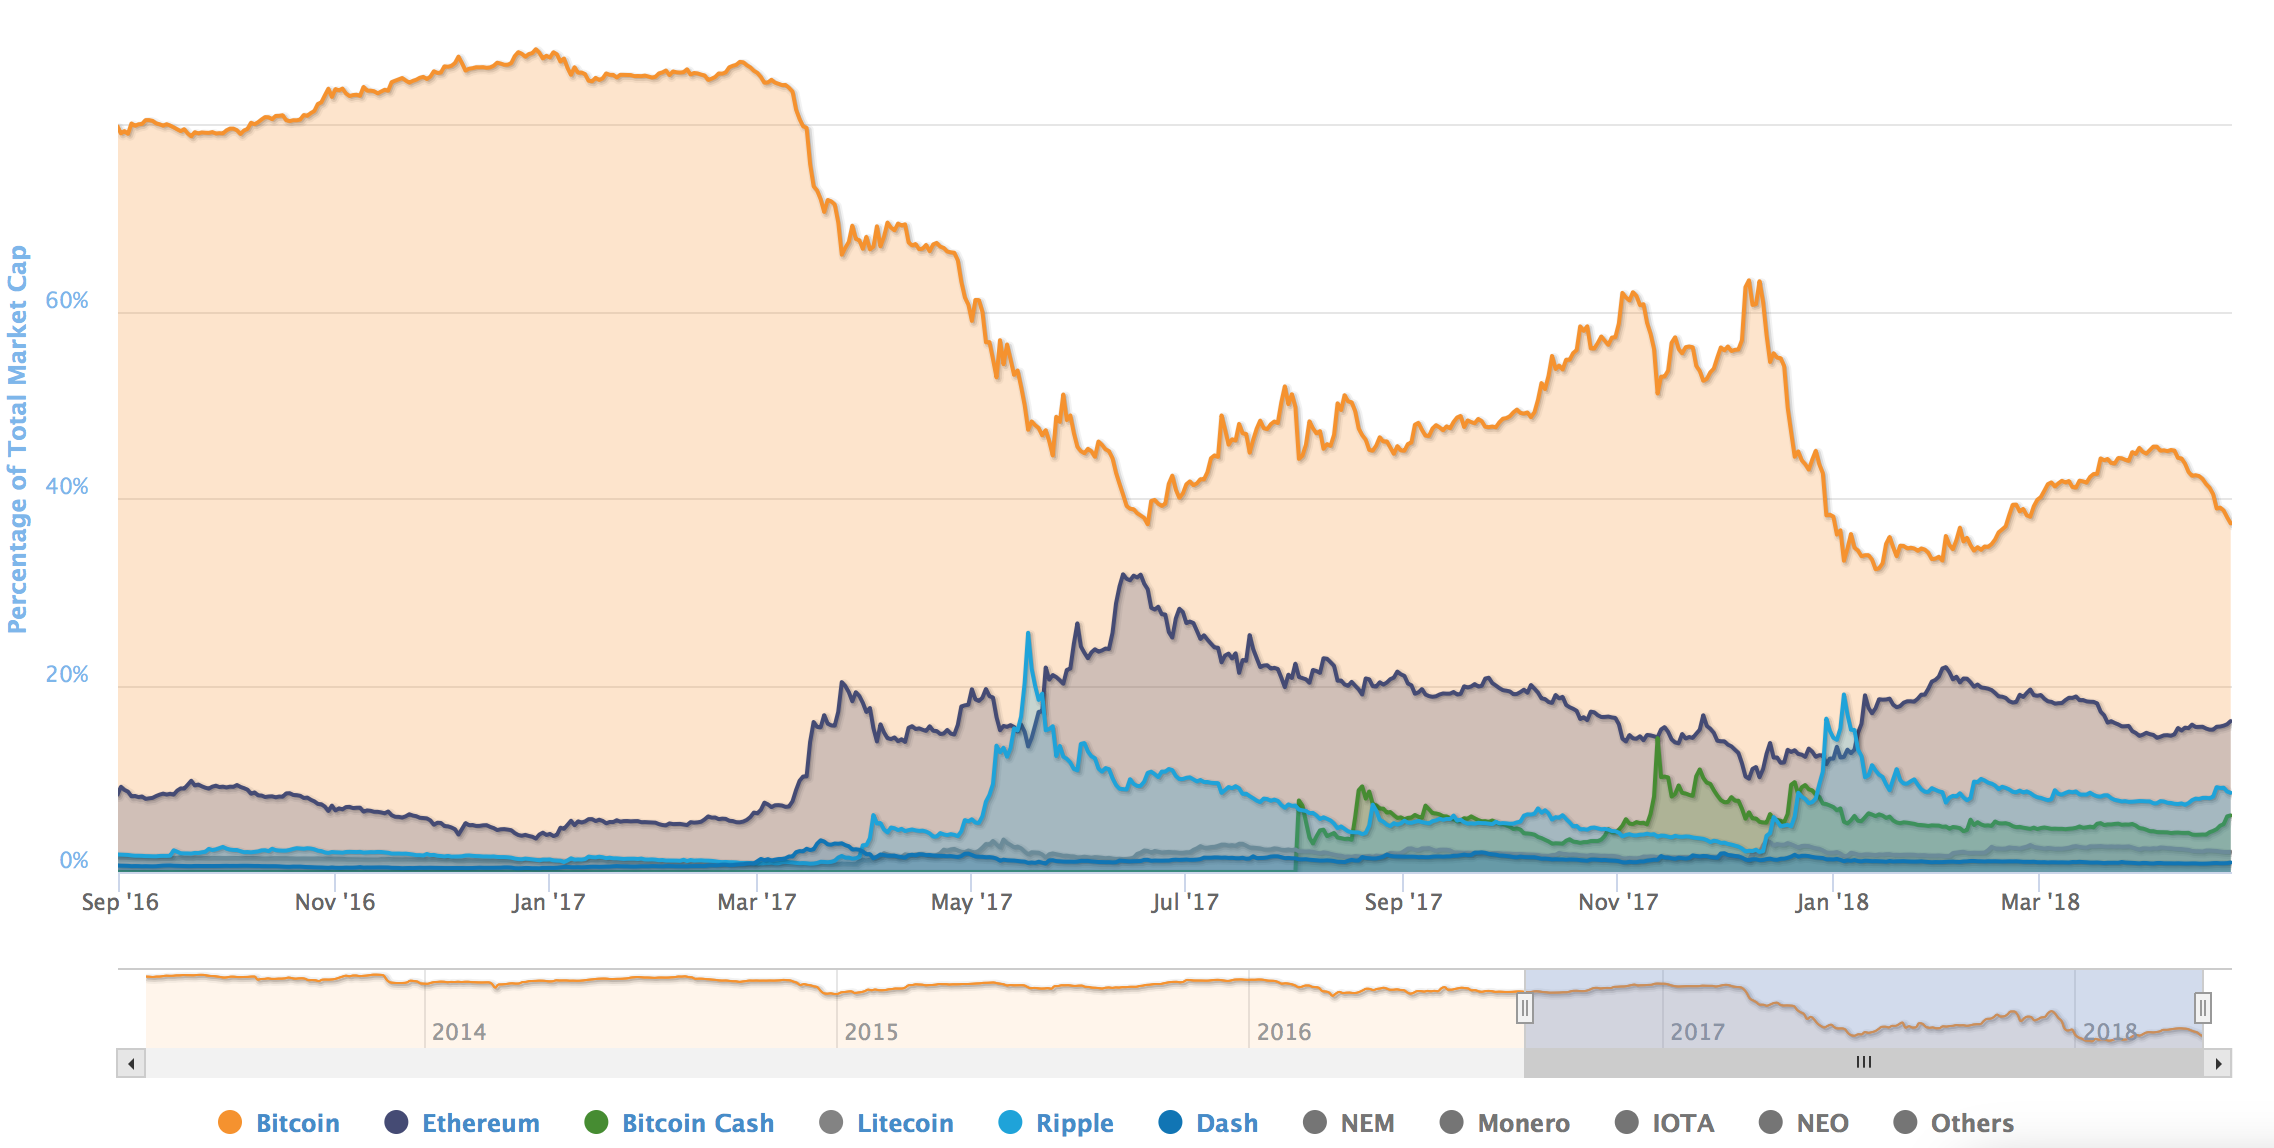 Percentage of Total Market Cap
60%
40%
20%
0%
Sep '16 Nov '16 Jan '17 Mar '17 May '17 Jul '17 Sep '17 Nov '17 Jan '18 Mar '18
2014 2015 2016 2017 2018
Bitcoin Ethereum Bitcoin Cash Litecoin Ripple Dash NEM Monero IOTA NEO Others